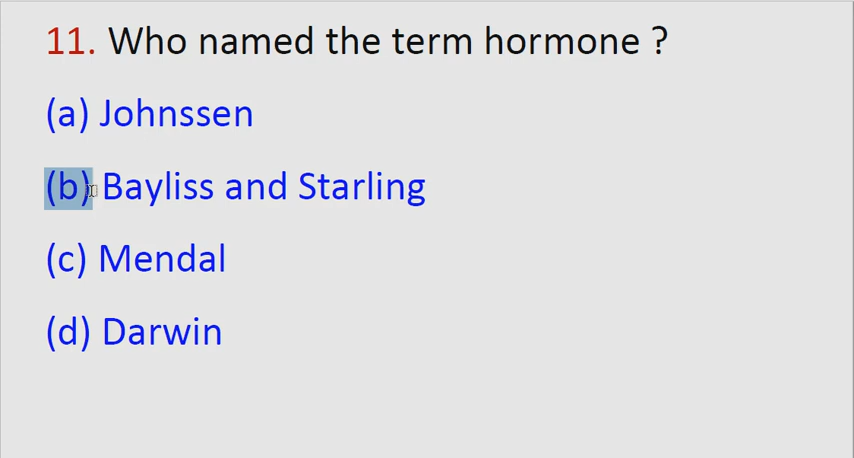 11. Who named the term hormone ?
(a) Johnssen
(b) Bayliss and Starling
(c) Mendal
(d) Darwin